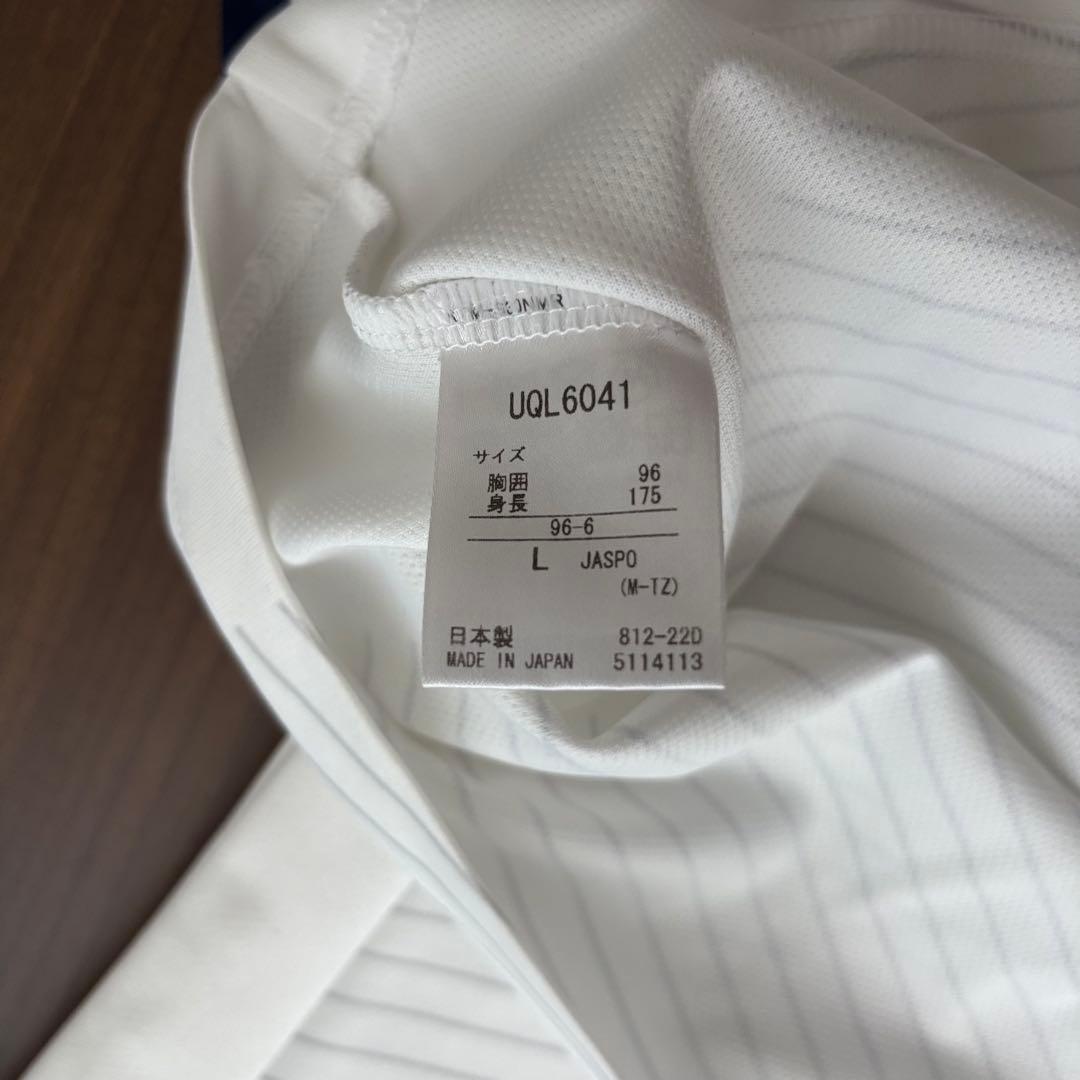 UQL6041
サイズ
胸囲 96
身長 175
96-6
L JASPO
(M-TZ)
日本製 812-22D
MADE IN JAPAN 5114113